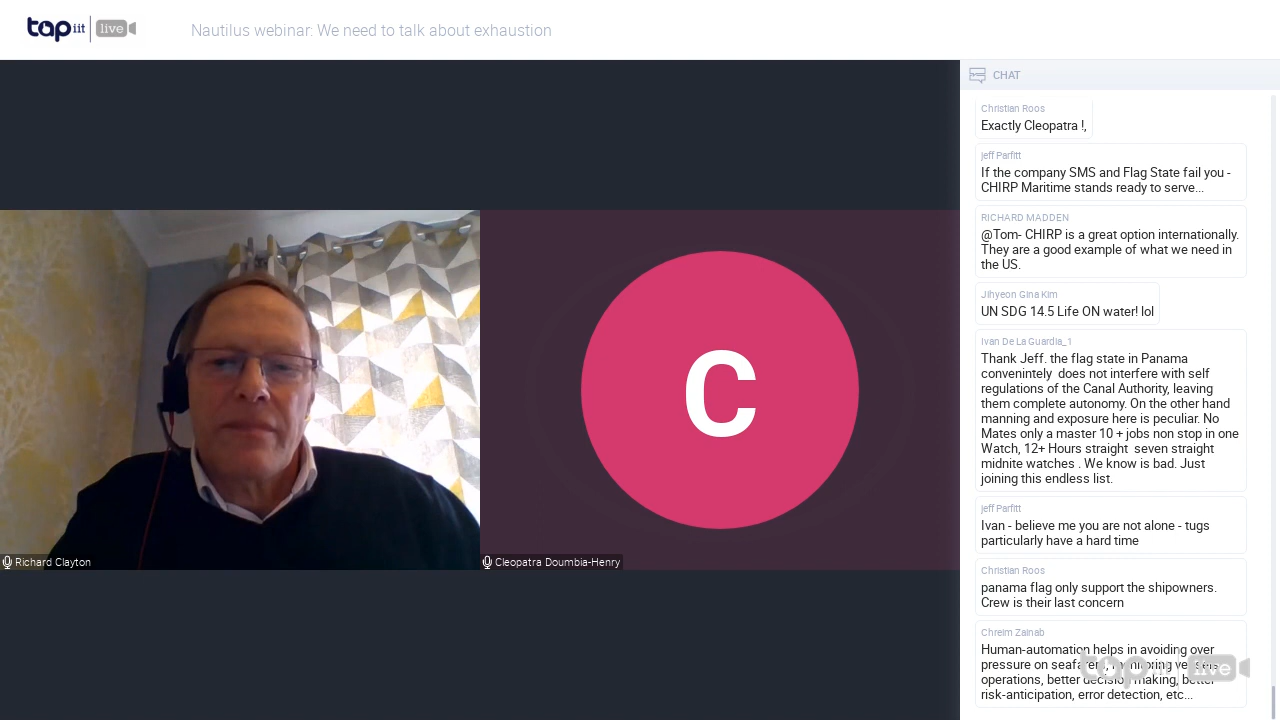 tap iit live
Nautilus webinar: We need to talk about exhaustion
CHAT
Christian Roos
Exactly Cleopatra !,
jeff Parfitt
If the company SMS and Flag State fail you -
CHIRP Maritime stands ready to serve...
RICHARD MADDEN
@Tom- CHIRP is a great option internationally.
They are a good example of what we need in
the US.
Jihyeon Gina Kim
UN SDG 14.5 Life ON water! lol
Ivan De La Guardia_1
Thank Jeff. the flag state in Panama
convenintely does not interfere with self
regulations of the Canal Authority, leaving
them complete autonomy. On the other hand
manning and exposure here is peculiar. No
Mates only a master 10 + jobs non stop in one
Watch, 12+ Hours straight seven straight
midnite watches . We know is bad. Just
joining this endless list.
jeff Parfitt
Ivan - believe me you are not alone - tugs
particularly have a hard time
Christian Roos
panama flag only support the shipowners.
Crew is their last concern
Chreim Zainab
Human-automation helps in avoiding over
pressure on
operations, better decision making, better
risk-anticipation, error detection, etc...
tap iit live
C
Richard Clayton
Cleopatra Doumbia-Henry